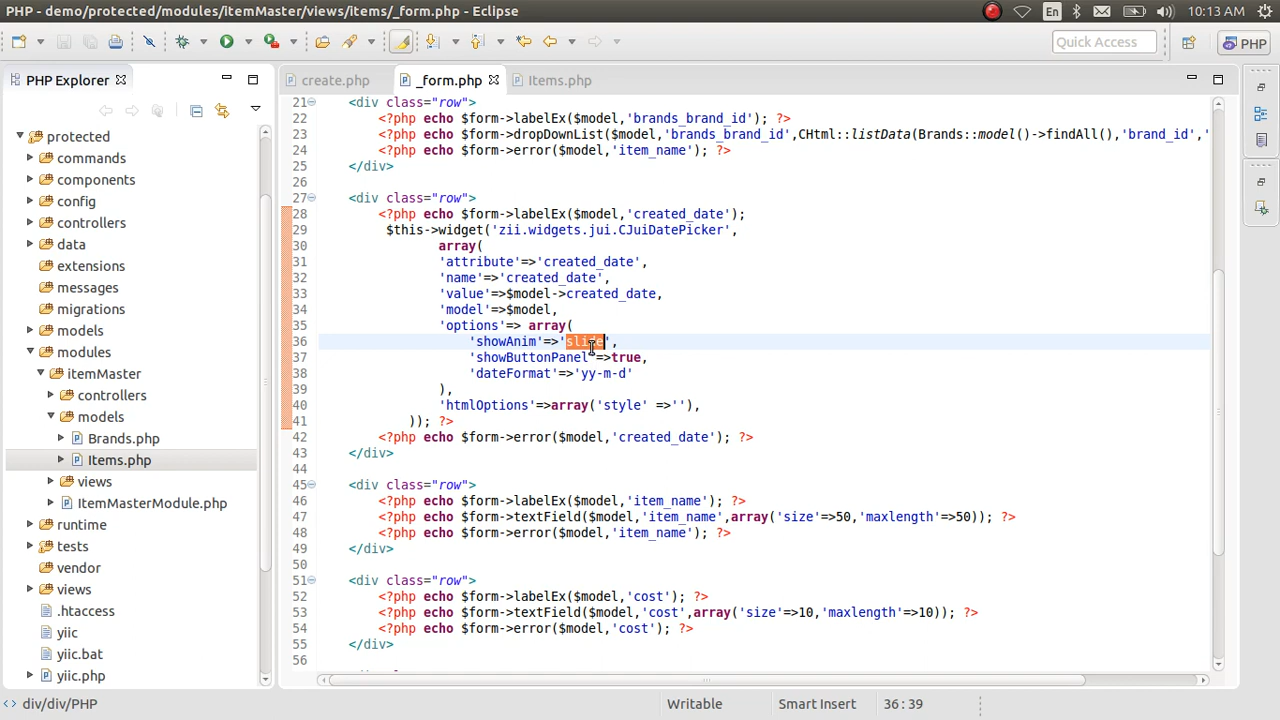 PHP - demo/protected/modules/itemMaster/views/items/_form.php - Eclipse
En
10:13 AM
Quick Access
PHP
PHP Explorer
create.php
_form.php
Items.php
protected
commands
components
config
controllers
data
extensions
messages
migrations
models
modules
itemMaster
controllers
models
Brands.php
Items.php
views
ItemMasterModule.php
runtime
tests
vendor
views
.htaccess
yiic
yiic.bat
yiic.php
21 <div class="row">
22 <?php echo $form->labelEx($model,'brands_brand_id'); ?>
23 <?php echo $form->dropDownList($model,'brands_brand_id',CHtml::listData(Brands::model()->findAll(),'brand_id','
24 <?php echo $form->error($model,'item_name'); ?>
25 </div>
26
27 <div class="row">
28 <?php echo $form->labelEx($model,'created_date');
29 $this->widget('zii.widgets.jui.CJuiDatePicker',
30 array(
31 'attribute'=>'created_date',
32 'name'=>'created_date',
33 'value'=>$model->created_date,
34 'model'=>$model,
35 'options'=> array(
36 'showAnim'=>'slide',
37 'showButtonPanel'=>true,
38 'dateFormat'=>'yy-m-d'
39 ),
40 'htmlOptions'=>array('style' =>''),
41 )); ?>
42 <?php echo $form->error($model,'created_date'); ?>
43 </div>
44
45 <div class="row">
46 <?php echo $form->labelEx($model,'item_name'); ?>
47 <?php echo $form->textField($model,'item_name',array('size'=>50,'maxlength'=>50)); ?>
48 <?php echo $form->error($model,'item_name'); ?>
49 </div>
50
51 <div class="row">
52 <?php echo $form->labelEx($model,'cost'); ?>
53 <?php echo $form->textField($model,'cost',array('size'=>10,'maxlength'=>10)); ?>
54 <?php echo $form->error($model,'cost'); ?>
55 </div>
56
div/div/PHP
Writable
Smart Insert
36:39